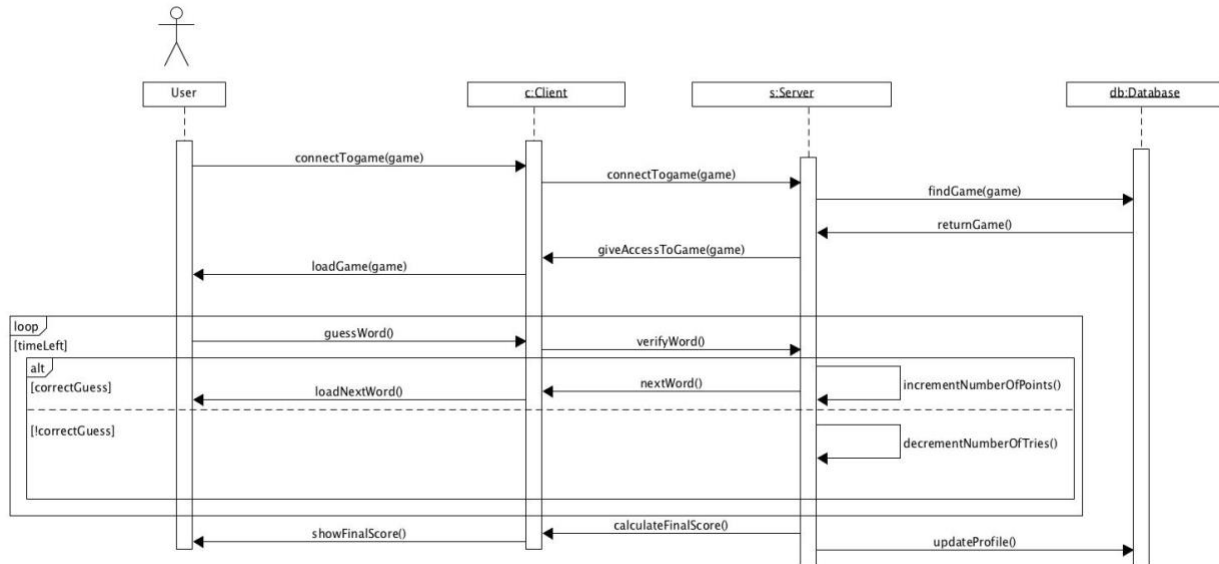 User
c:Client
s:Server
db:Database
connectTogame(game)
connectTogame(game)
findGame(game)
returnGame()
giveAccessToGame(game)
loadGame(game)
loop
[timeLeft]
guessWord()
verifyWord()
alt
[correctGuess]
incrementNumberOfPoints()
nextWord()
loadNextWord()
[!correctGuess]
decrementNumberOfTries()
calculateFinalScore()
showFinalScore()
updateProfile()